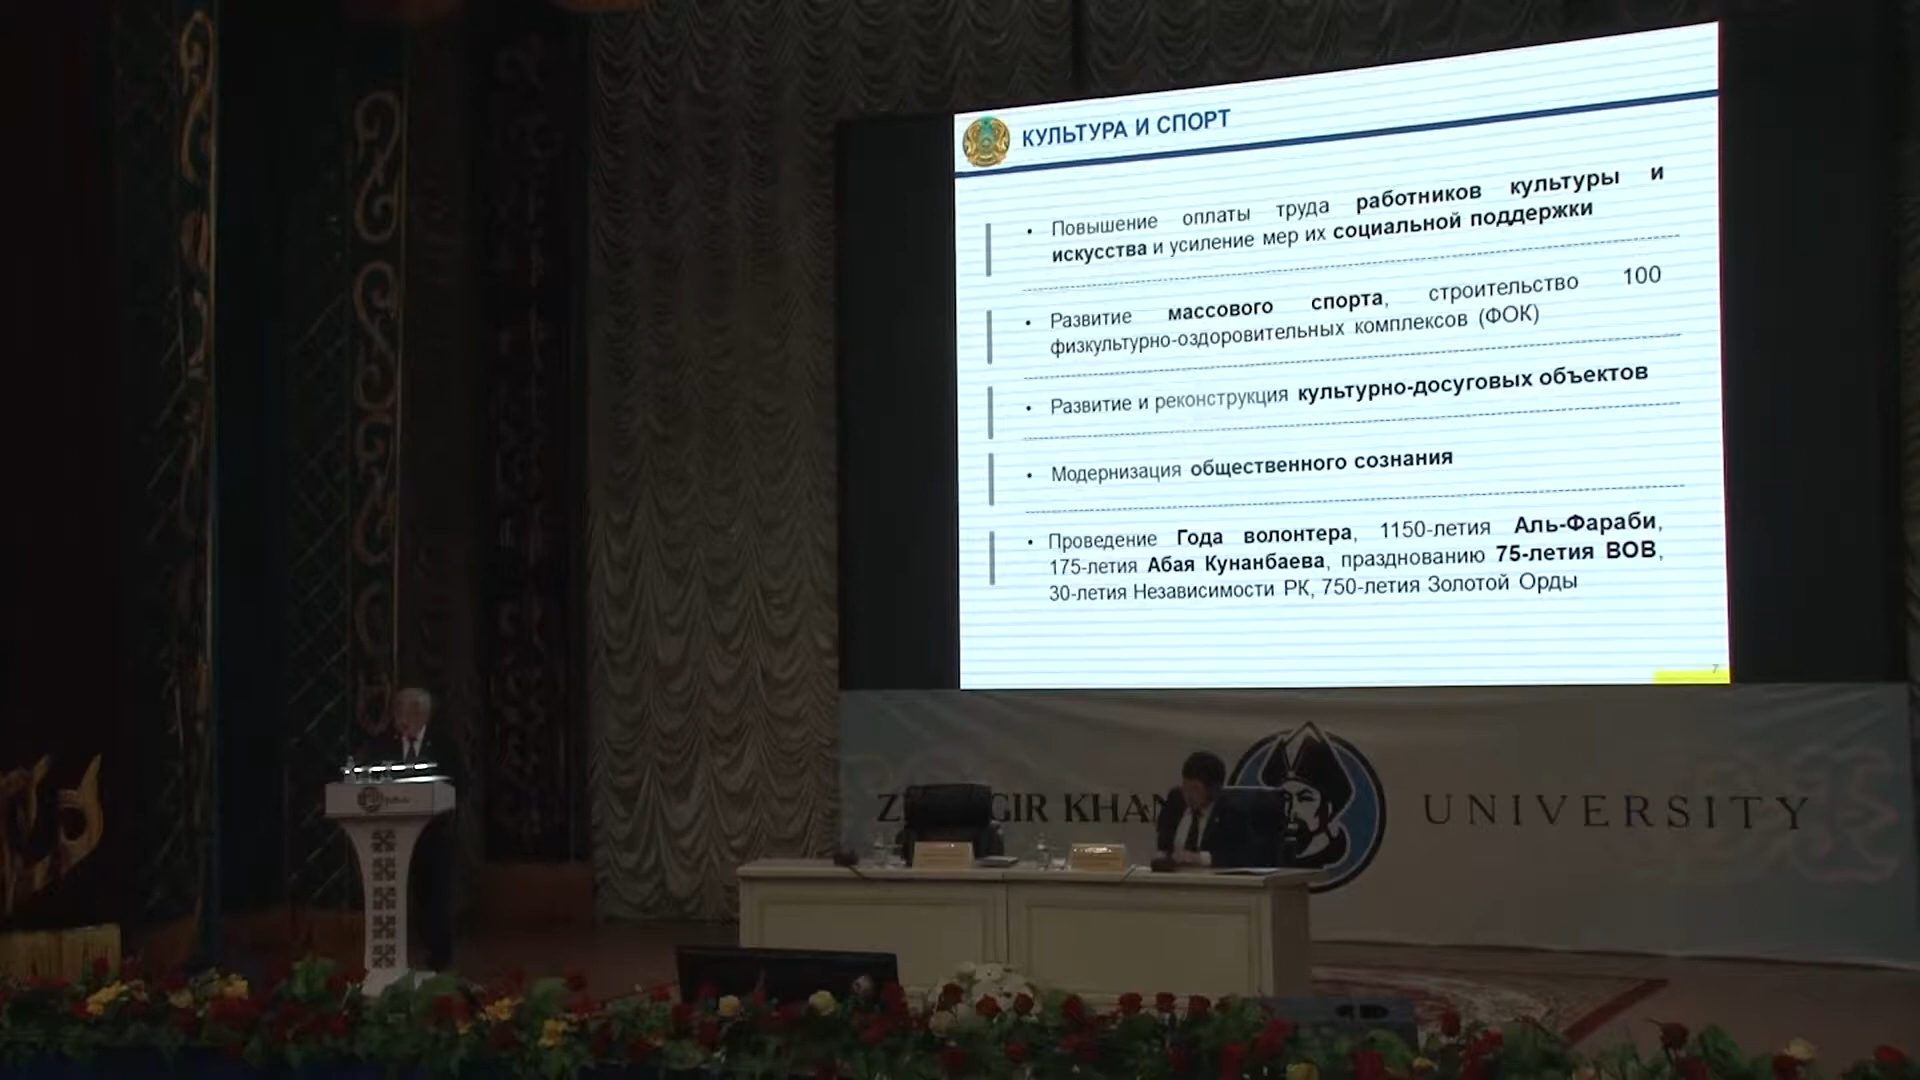 КУЛЬТУРА И СПОРТ
• Повышение оплаты труда работников культуры и
искусства и усиление мер их социальной поддержки
• Развитие массового спорта, строительство 100
физкультурно-оздоровительных комплексов (ФОК)
• Развитие и реконструкция культурно-досуговых объектов
• Модернизация общественного сознания
• Проведение Года волонтера, 1150-летия Аль-Фараби,
175-летия Абая Кунанбаева, празднованию 75-летия ВОВ,
30-летия Независимости РК, 750-летия Золотой Орды
7
KHAN UNIVERSITY